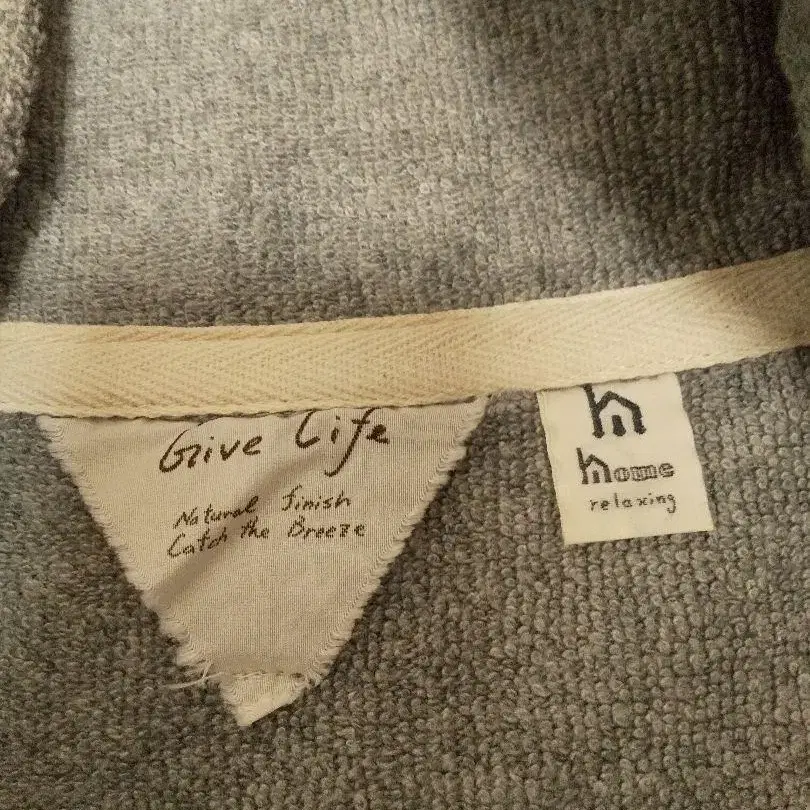 Give Life
Natural finish
Catch the Breeze
home
relaxing